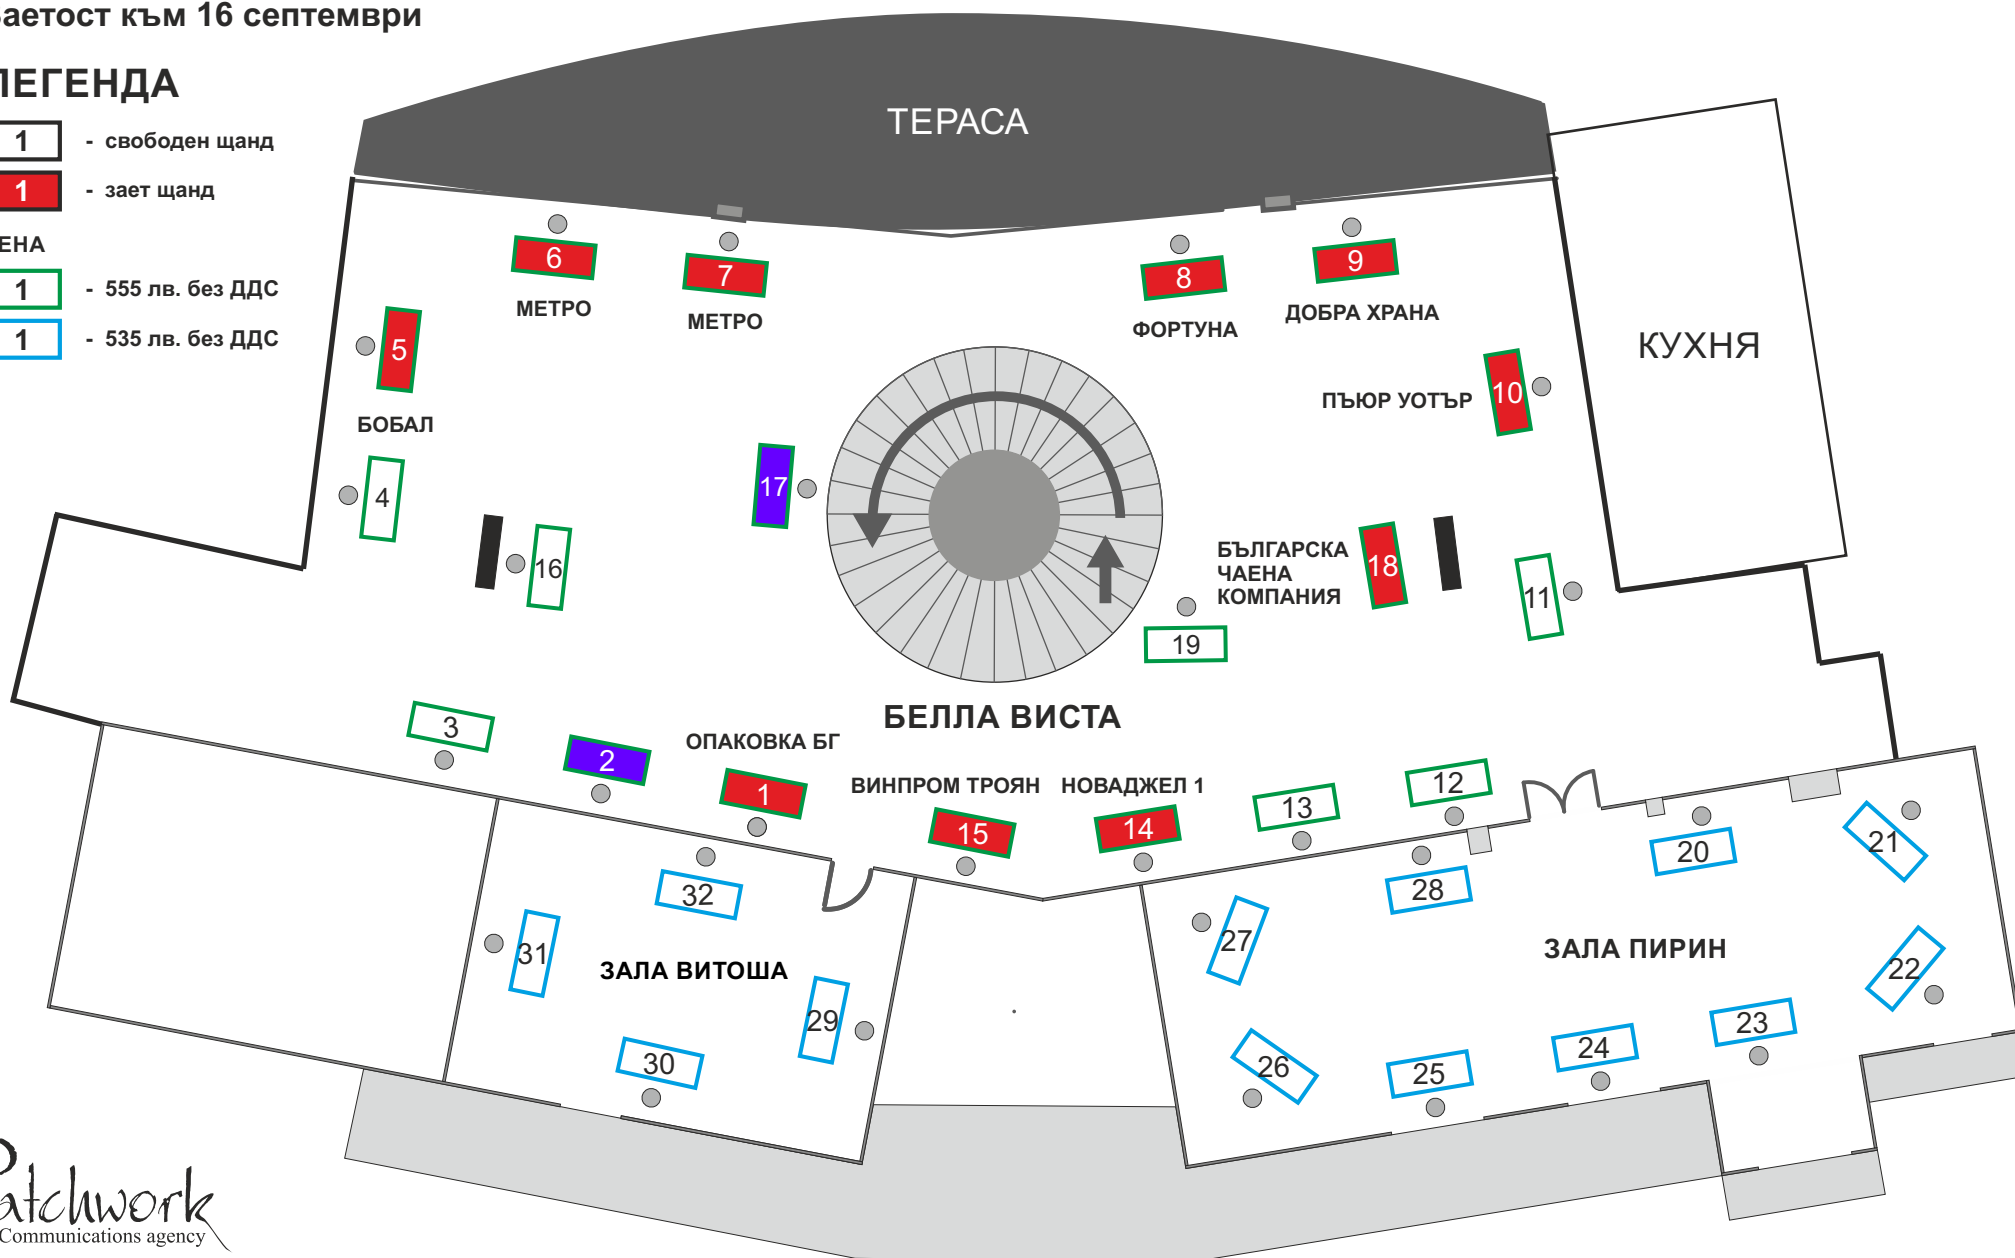 Заетост към 16 септември
ЛЕГЕНДА
1 - свободен щанд
1 - зает щанд
ЦЕНА
1 - 555 лв. без ДДС
1 - 535 лв. без ДДС
ТЕРАСА
КУХНЯ
6
МЕТРО
7
МЕТРО
8
ФОРТУНА
9
ДОБРА ХРАНА
5
БОБАЛ
ПЪЮР УОТЪР
10
4
17
16
БЪЛГАРСКА
ЧАЕНА
КОМПАНИЯ
18
11
19
БЕЛЛА ВИСТА
3
2
ОПАКОВКА БГ
1
ВИНПРОМ ТРОЯН
15
НОВАДЖЕЛ 1
14
13
12
20
21
28
27
ЗАЛА ПИРИН
22
23
24
25
26
32
31
ЗАЛА ВИТОША
29
30
Patchwork
Communications agency